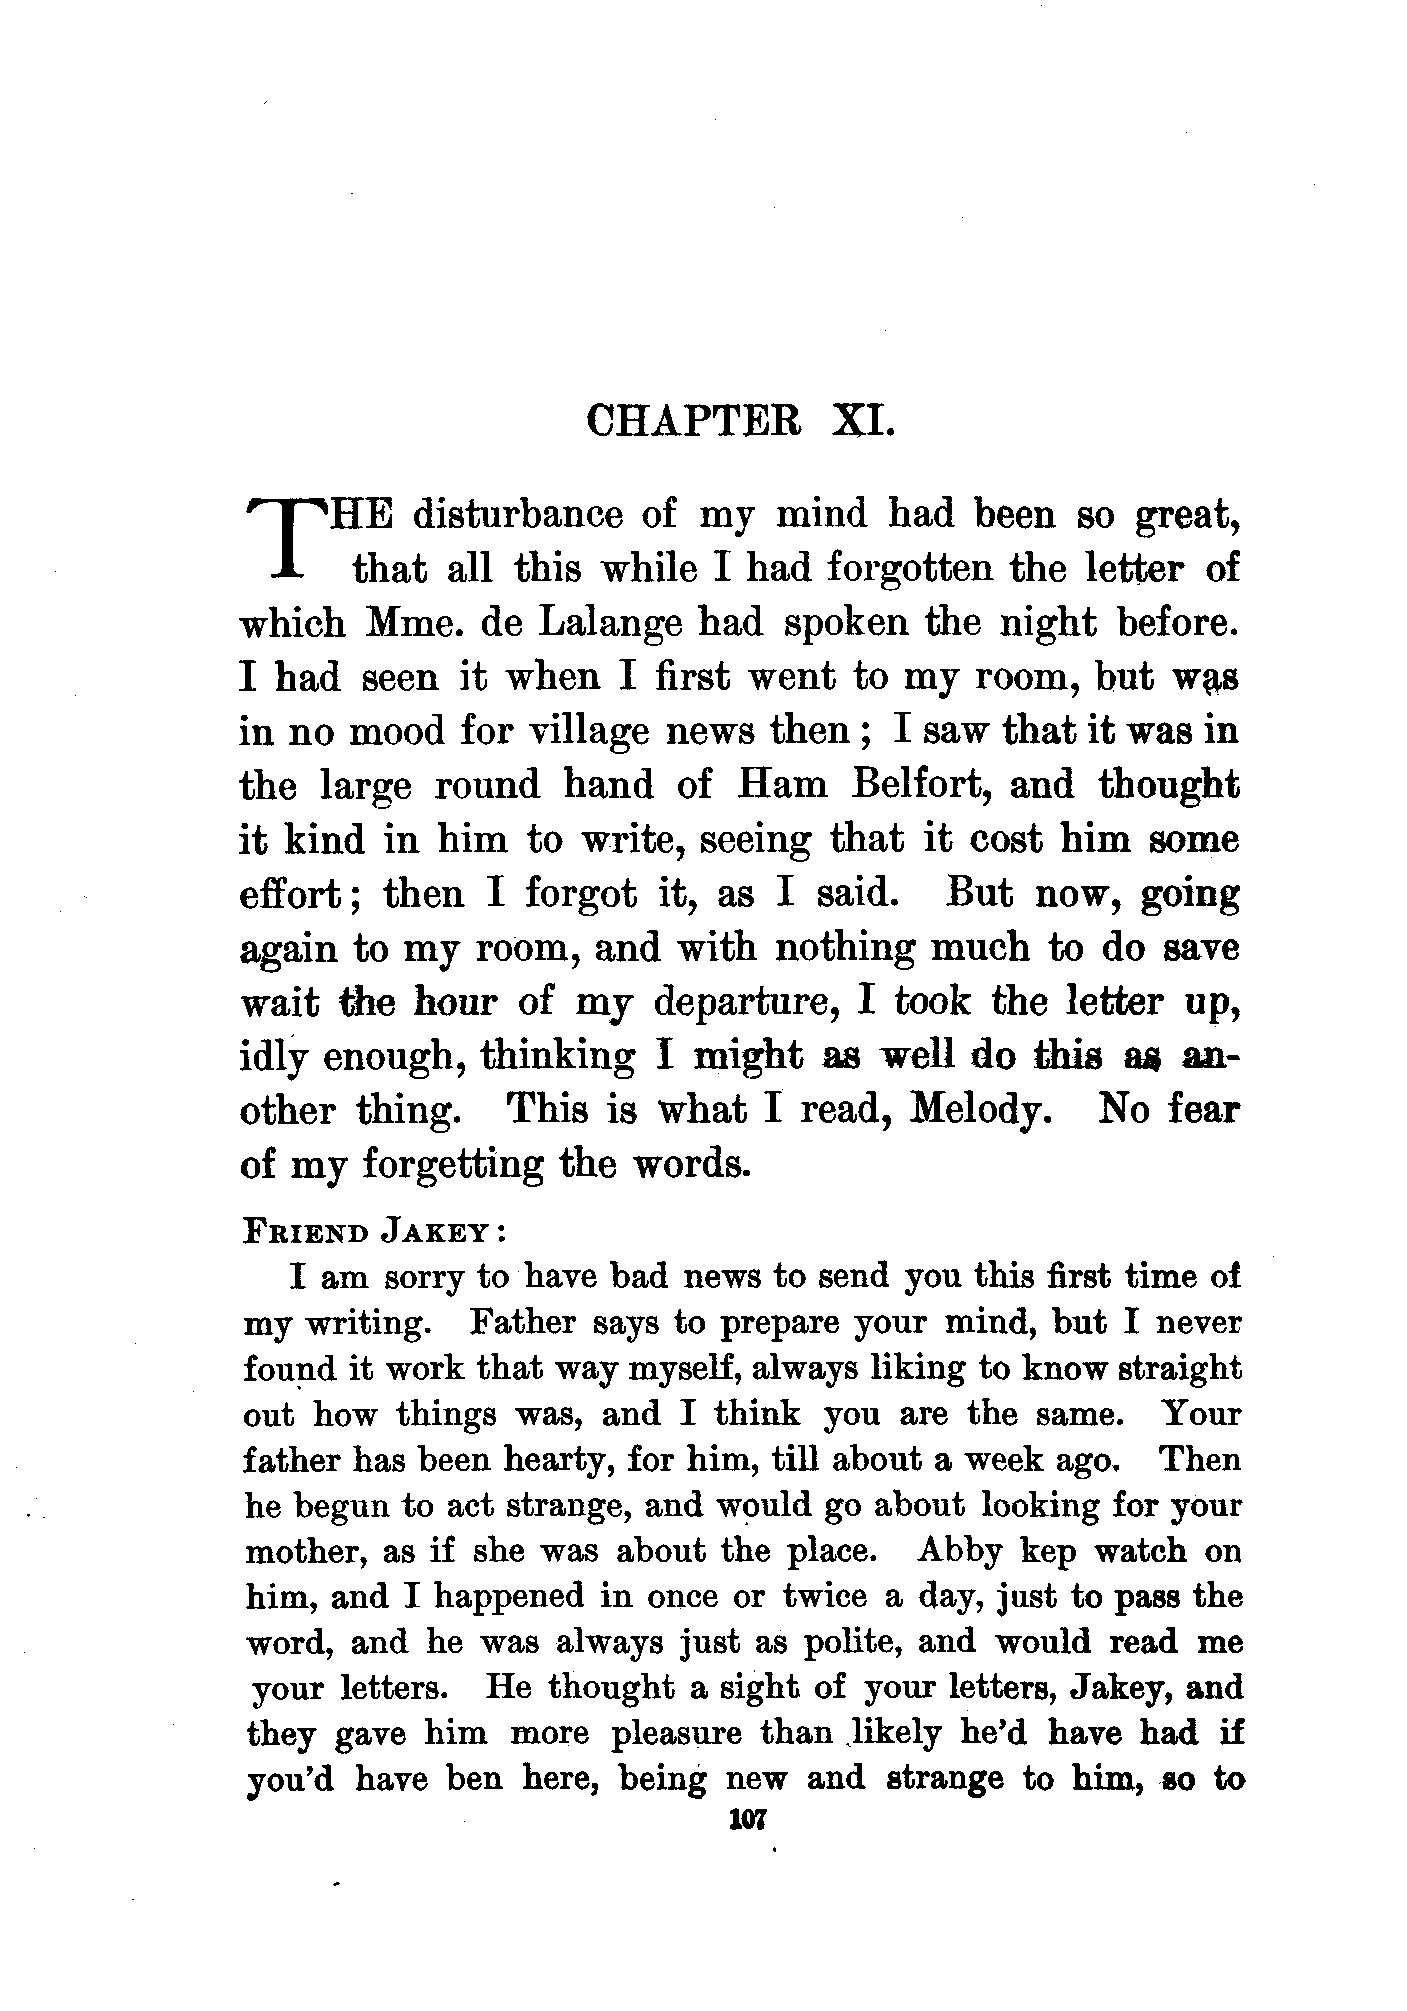 CHAPTER XI.
THE disturbance of my mind had been so great,
that all this while I had forgotten the letter of
which Mme. de Lalange had spoken the night before.
I had seen it when I first went to my room, but was
in no mood for village news then; I saw that it was in
the large round hand of Ham Belfort, and thought
it kind in him to write, seeing that it cost him some
effort; then I forgot it, as I said. But now, going
again to my room, and with nothing much to do save
wait the hour of my departure, I took the letter up,
idly enough, thinking I might as well do this as an-
other thing. This is what I read, Melody. No fear
of my forgetting the words.
FRIEND JAKEY:
I am sorry to have bad news to send you this first time of
my writing. Father says to prepare your mind, but I never
found it work that way myself, always liking to know straight
out how things was, and I think you are the same. Your
father has been hearty, for him, till about a week ago. Then
he begun to act strange, and would go about looking for your
mother, as if she was about the place. Abby kep watch on
him, and I happened in once or twice a day, just to pass the
word, and he was always just as polite, and would read me
your letters. He thought a sight of your letters, Jakey, and
they gave him more pleasure than likely he'd have had if
you'd have ben here, being new and strange to him, so to
107